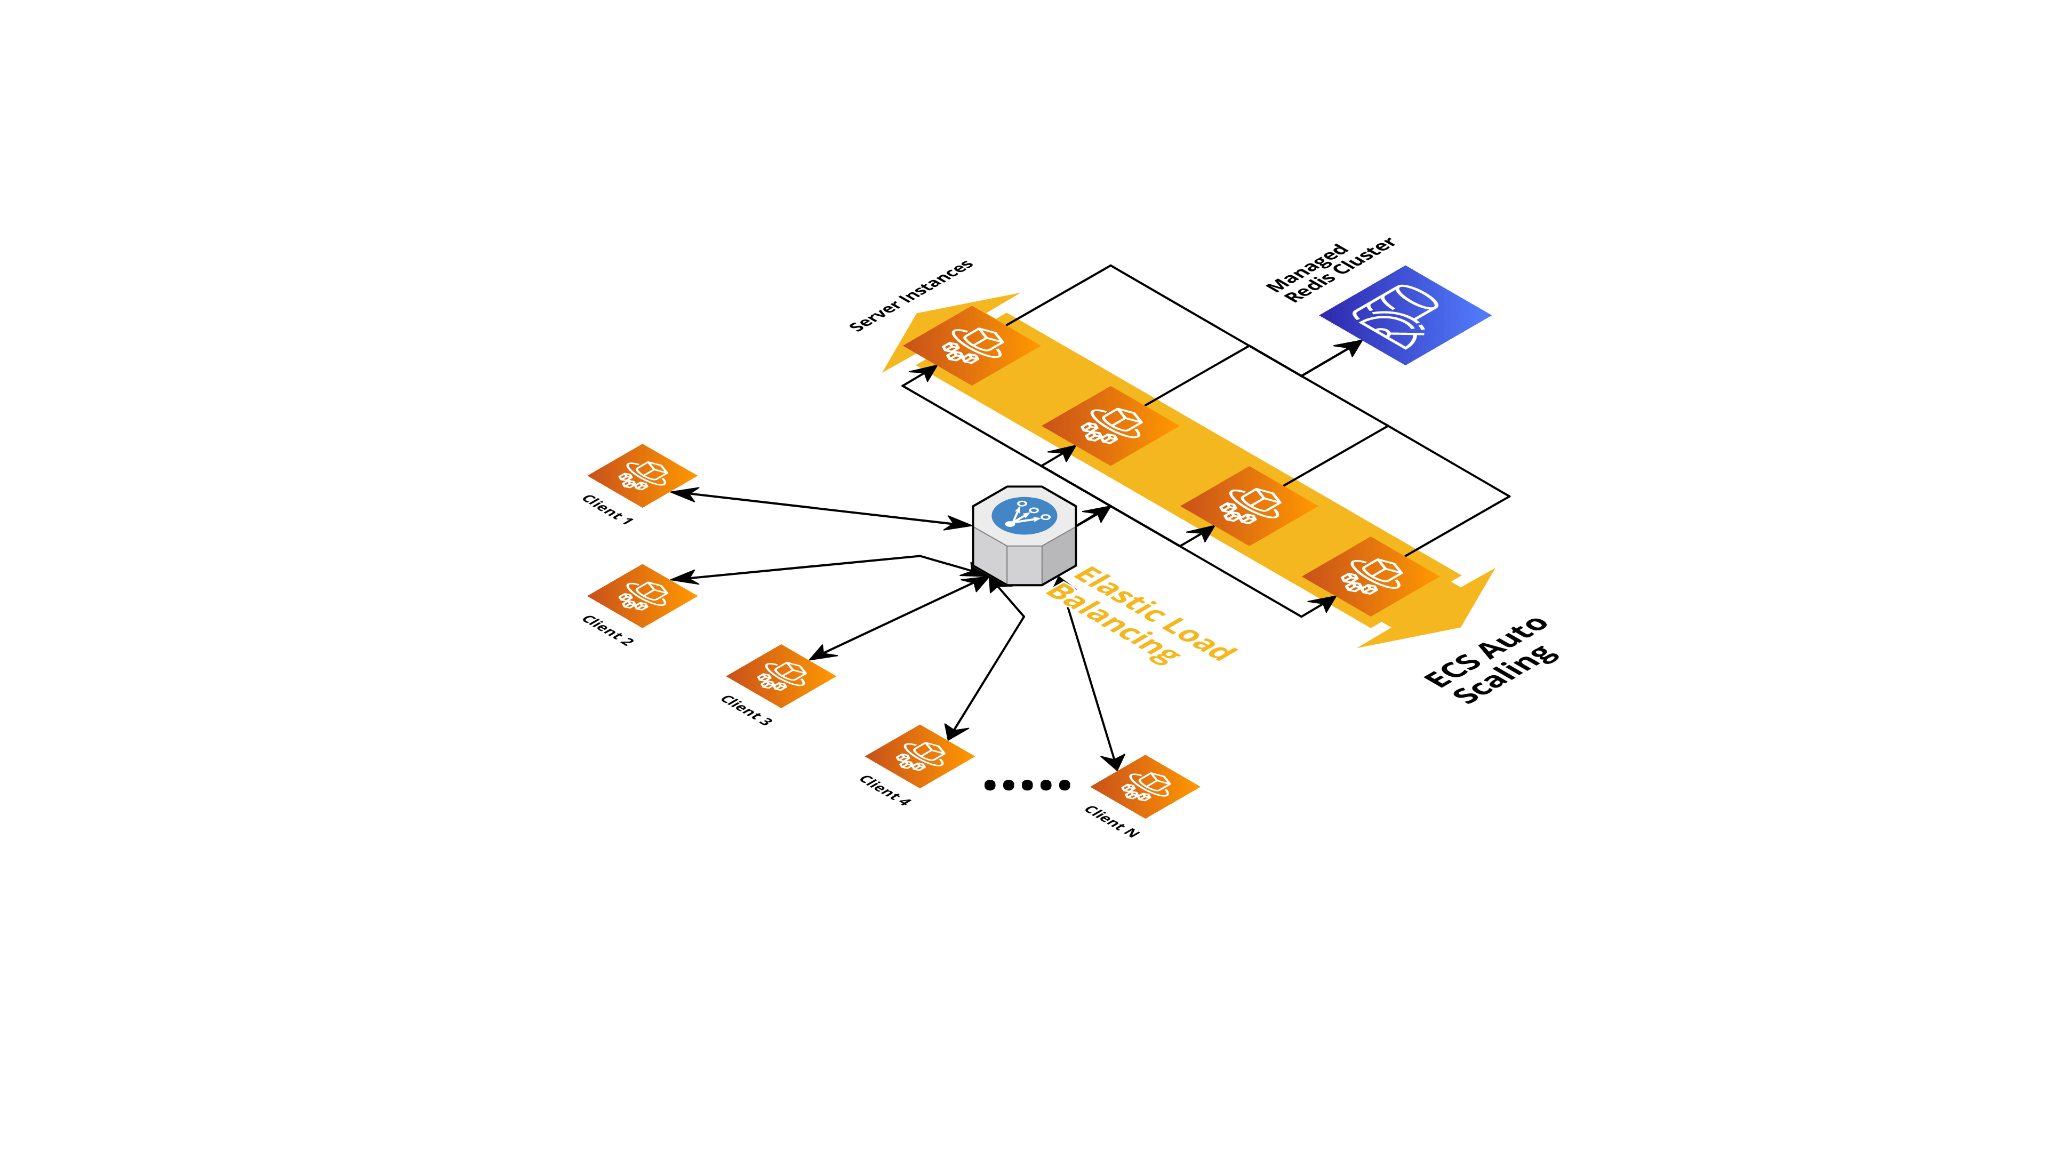 Managed
Redis Cluster
Server Instances
Client 1
Elastic Load
Balancing
Client 2
ECS Auto
Scaling
Client 3
Client 4
Client N